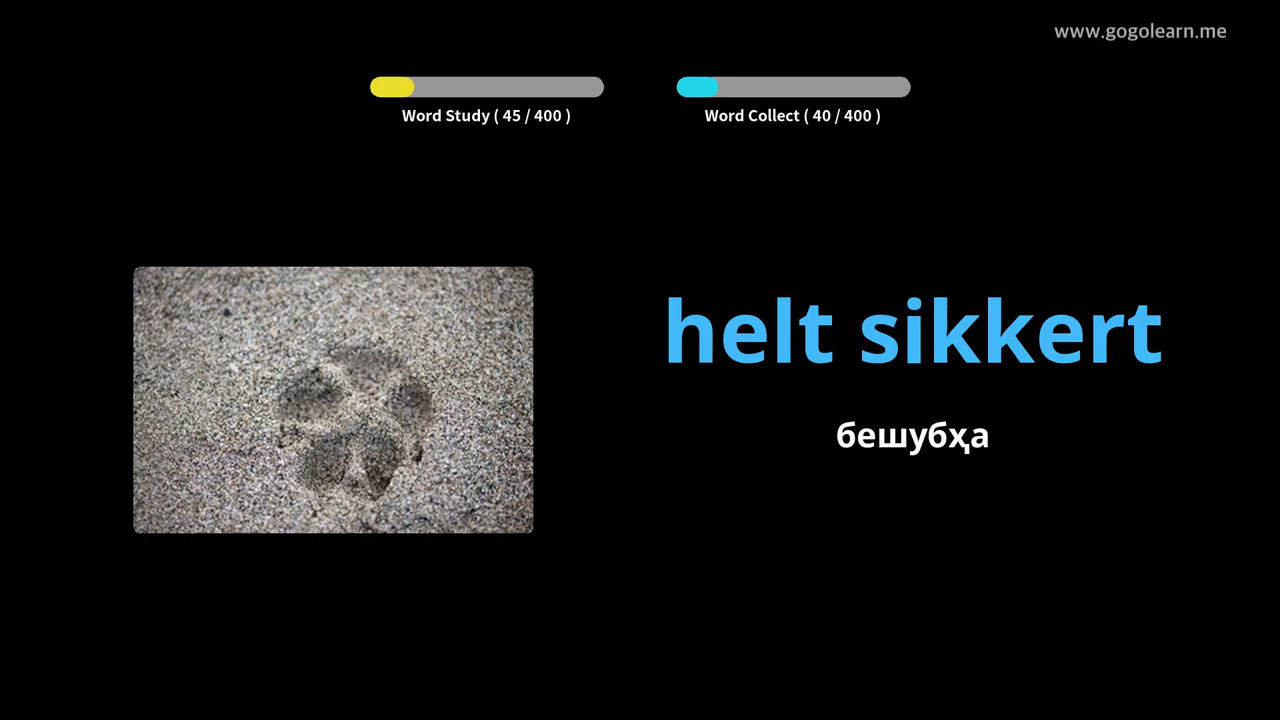 www.gogolearn.me
Word Study ( 45 / 400 )
Word Collect ( 40 / 400 )
helt sikkert
бешубҳа